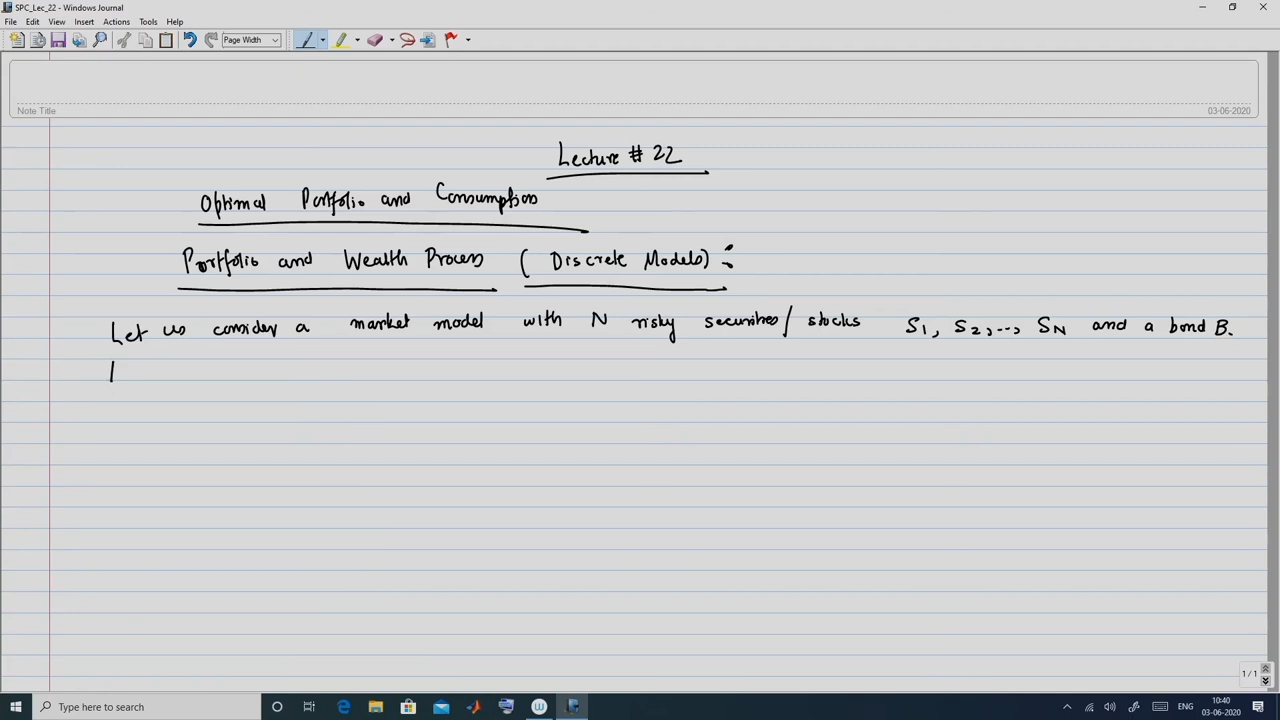 SPC_Lec_22 - Windows Journal
File Edit View Insert Actions Tools Help
Page Width
Note Title
03-06-2020
Lecture # 22
Optimal Portfolio and Consumption
Portfolio and Wealth Process (Discrete Models) :
Let us consider a market model with N risky securities/stocks S1, S2, ..., SN and a bond B.
1/1
Type here to search
ENG
10:40
03-06-2020